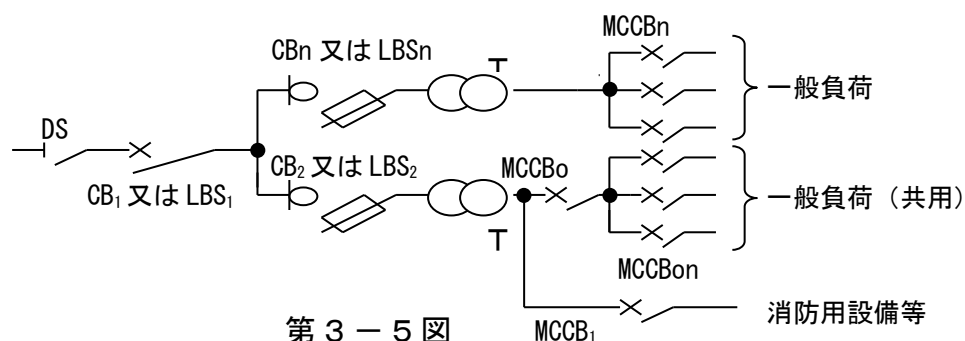 MCCBn
CBn 又は LBSn
T
一般負荷
DS
CB₁ 又は LBS₁
CB₂ 又は LBS₂
MCCBo
一般負荷（共用）
T
MCCBon
消防用設備等
MCCB₁
第３－５図